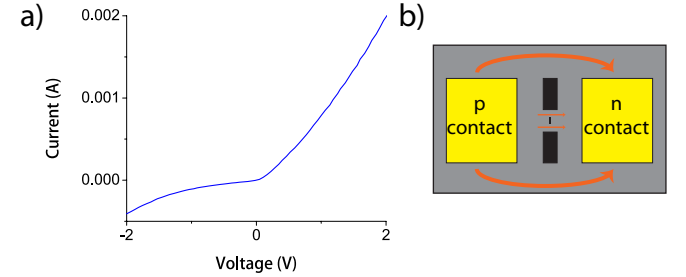 a)
0.002
0.001
0.000
-2
0
2
Current (A)
Voltage (V)
b)
p
contact
n
contact